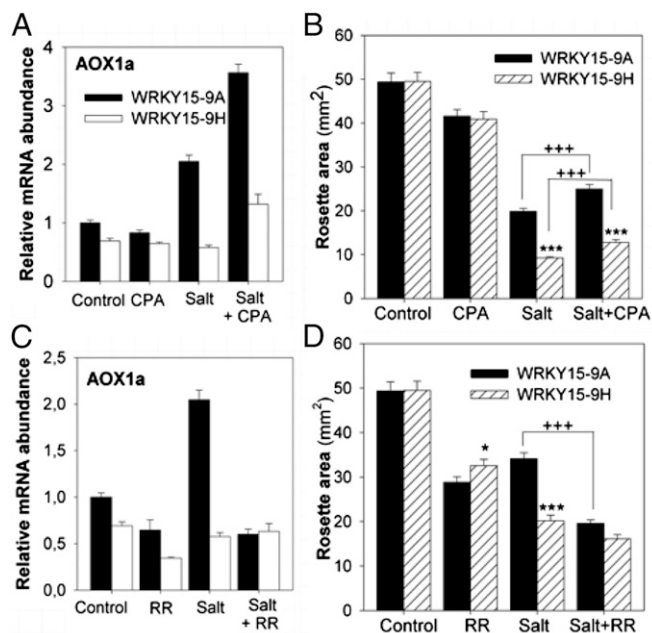 A
AOX1a
WRKY15-9A
WRKY15-9H
Relative mRNA abundance
4
3
2
1
0
Control CPA Salt Salt + CPA
B
WRKY15-9A
WRKY15-9H
Rosette area (mm2)
60
50
40
30
20
10
0
+++
+++
***
***
Control CPA Salt Salt+CPA
C
AOX1a
Relative mRNA abundance
2,5
2,0
1,5
1,0
0,5
0,0
Control RR Salt Salt + RR
D
WRKY15-9A
WRKY15-9H
Rosette area (mm2)
60
50
40
30
20
10
0
*
+++
***
Control RR Salt Salt+RR